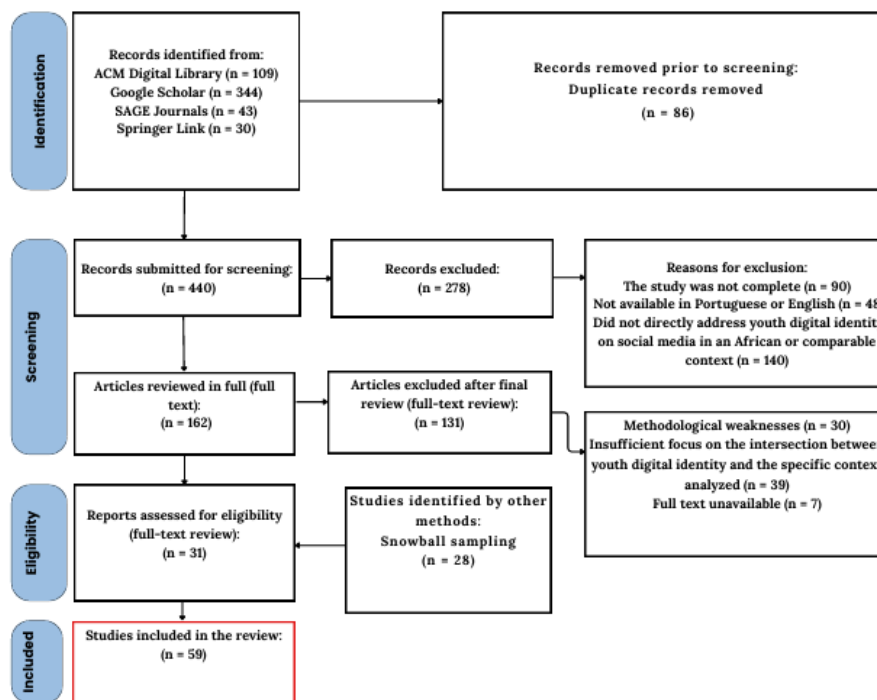 Identification
Records identified from:
ACM Digital Library (n = 109)
Google Scholar (n = 344)
SAGE Journals (n = 43)
Springer Link (n = 30)
Records removed prior to screening:
Duplicate records removed
(n = 86)
Screening
Records submitted for screening:
(n = 440)
Records excluded:
(n = 278)
Reasons for exclusion:
The study was not complete (n = 90)
Not available in Portuguese or English (n = 48
Did not directly address youth digital identit
on social media in an African or comparable
context (n = 140)
Articles reviewed in full (full
text):
(n = 162)
Articles excluded after final
review (full-text review):
(n = 131)
Methodological weaknesses (n = 30)
Insufficient focus on the intersection between
youth digital identity and the specific context
analyzed (n = 39)
Full text unavailable (n = 7)
Eligibility
Reports assessed for eligibility
(full-text review):
(n = 31)
Studies identified by other
methods:
Snowball sampling
(n = 28)
Included
Studies included in the review:
(n = 59)